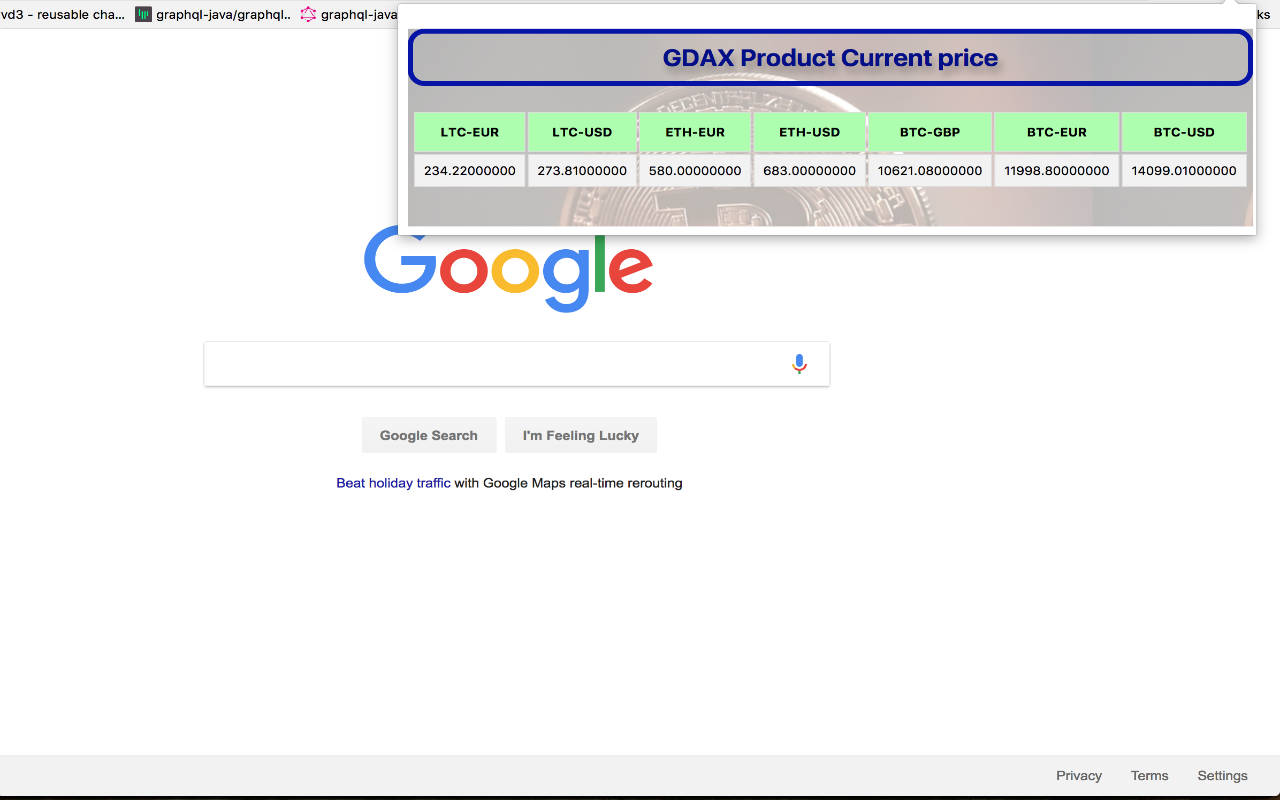 vd3 - reusable cha... graphql-java/graphql.. graphql-java ks
GDAX Product Current price
LTC-EUR LTC-USD ETH-EUR ETH-USD BTC-GBP BTC-EUR BTC-USD
234.22000000 273.81000000 580.00000000 683.00000000 10621.08000000 11998.80000000 14099.01000000
Google
Google Search I'm Feeling Lucky
Beat holiday traffic with Google Maps real-time rerouting
Privacy Terms Settings